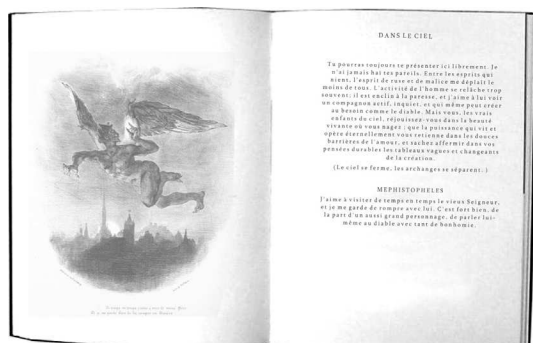 DANS LE CIEL
Tu pourras toujours te présenter ici librement. Je
n'ai jamais haï tes pareils. Entre les esprits qui
nient, l'esprit de ruse et de malice me déplaît le
moins de tous. L'activité de l'homme se relâche trop
souvent; il est enclin à la paresse, et j'aime à lui voir
un compagnon actif, inquiet, et qui même peut créer
au besoin comme le diable. Mais vous, les vrais
enfants du ciel, réjouissez-vous dans la beauté
vivante où vous nagez; que la puissance qui vit et
opère éternellement vous retienne dans les douces
barrières de l'amour, et sachez affermir dans vos
pensées durables les tableaux vagues et changeants
de la création.
(Le ciel se ferme, les archanges se séparent.)
MEPHISTOPHELES
J'aime à visiter de temps en temps le vieux Seigneur,
et je me garde de rompre avec lui. C'est fort bien, de
la part d'un aussi grand personnage, de parler lui-
même au diable avec tant de bonhomie.